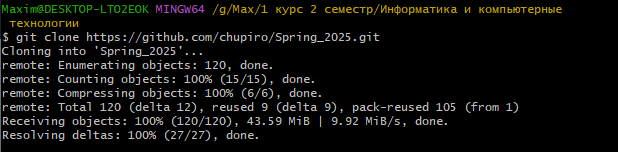 Maxim@DESKTOP-LTO2EOK MINGW64 /g/Max/1 курс 2 семестр/Информатика и компьютерные
технологии
$ git clone https://github.com/chupiro/Spring_2025.git
Cloning into 'Spring_2025'...
remote: Enumerating objects: 120, done.
remote: Counting objects: 100% (15/15), done.
remote: Compressing objects: 100% (6/6), done.
remote: Total 120 (delta 12), reused 9 (delta 9), pack-reused 105 (from 1)
Receiving objects: 100% (120/120), 43.59 MiB | 9.92 MiB/s, done.
Resolving deltas: 100% (27/27), done.